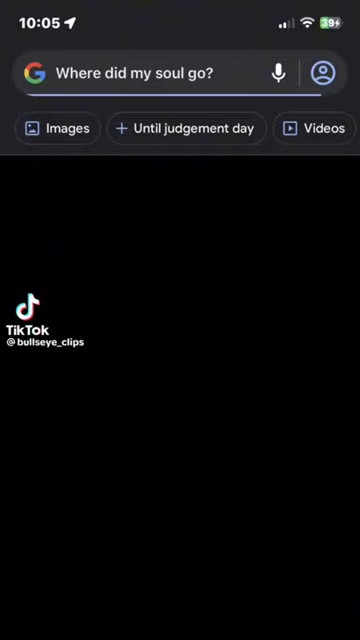 10:05
39
Where did my soul go?
Images
Until judgement day
Videos
TikTok
@bullseye_clips